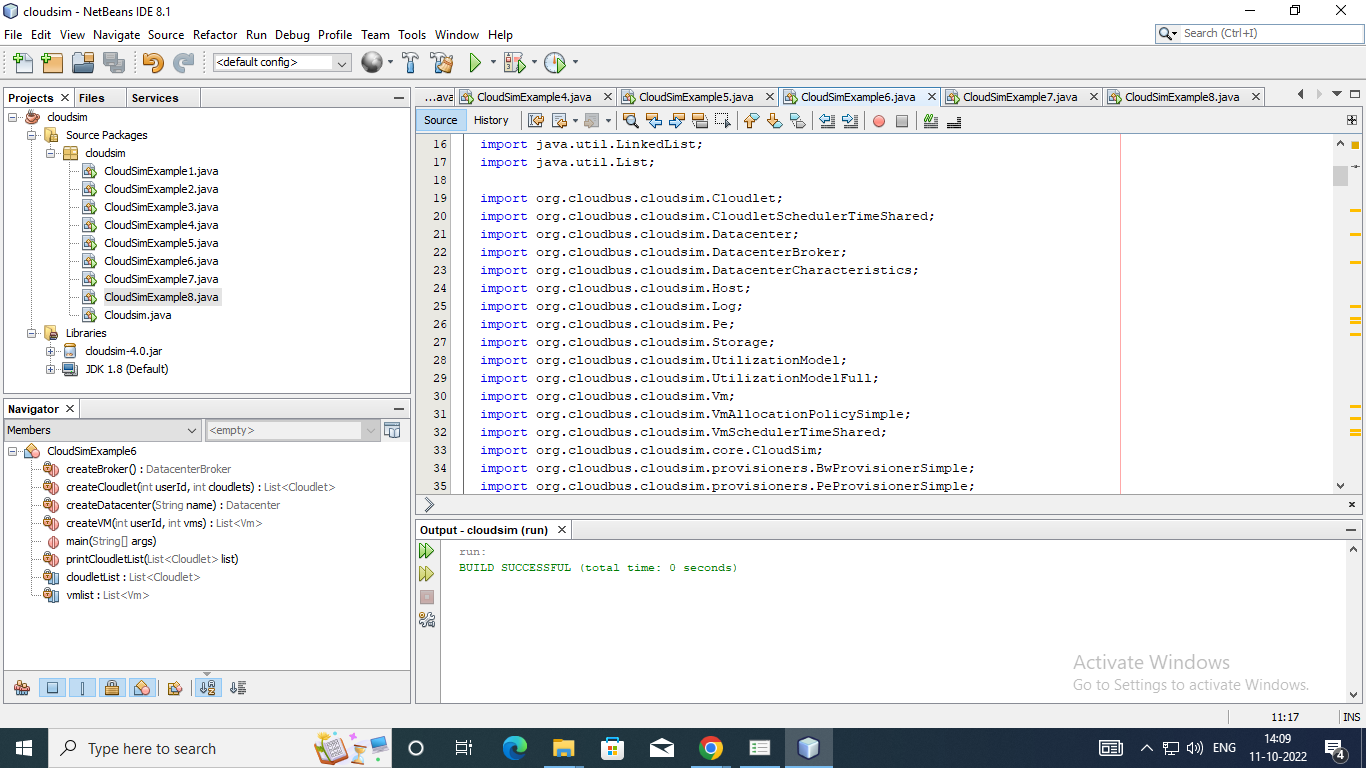 cloudsim - NetBeans IDE 8.1
File Edit View Navigate Source Refactor Run Debug Profile Team Tools Window Help
Search (Ctrl+I)
<default config>
Projects Files Services
cloudsim
Source Packages
cloudsim
CloudSimExample1.java
CloudSimExample2.java
CloudSimExample3.java
CloudSimExample4.java
CloudSimExample5.java
CloudSimExample6.java
CloudSimExample7.java
CloudSimExample8.java
Cloudsim.java
Libraries
cloudsim-4.0.jar
JDK 1.8 (Default)
Navigator
Members <empty>
CloudSimExample6
createBroker() : DatacenterBroker
createCloudlet(int userId, int cloudlets) : List<Cloudlet>
createDatacenter(String name) : Datacenter
createVM(int userId, int vms) : List<Vm>
main(String[] args)
printCloudletList(List<Cloudlet> list)
cloudletList : List<Cloudlet>
vmlist : List<Vm>
...ava CloudSimExample4.java CloudSimExample5.java CloudSimExample6.java CloudSimExample7.java CloudSimExample8.java
Source History
16 import java.util.LinkedList;
17 import java.util.List;
18
19 import org.cloudbus.cloudsim.Cloudlet;
20 import org.cloudbus.cloudsim.CloudletSchedulerTimeShared;
21 import org.cloudbus.cloudsim.Datacenter;
22 import org.cloudbus.cloudsim.DatacenterBroker;
23 import org.cloudbus.cloudsim.DatacenterCharacteristics;
24 import org.cloudbus.cloudsim.Host;
25 import org.cloudbus.cloudsim.Log;
26 import org.cloudbus.cloudsim.Pe;
27 import org.cloudbus.cloudsim.Storage;
28 import org.cloudbus.cloudsim.UtilizationModel;
29 import org.cloudbus.cloudsim.UtilizationModelFull;
30 import org.cloudbus.cloudsim.Vm;
31 import org.cloudbus.cloudsim.VmAllocationPolicySimple;
32 import org.cloudbus.cloudsim.VmSchedulerTimeShared;
33 import org.cloudbus.cloudsim.core.CloudSim;
34 import org.cloudbus.cloudsim.provisioners.BwProvisionerSimple;
35 import org.cloudbus.cloudsim.provisioners.PeProvisionerSimple;
Output - cloudsim (run)
run:
BUILD SUCCESSFUL (total time: 0 seconds)
Activate Windows
Go to Settings to activate Windows.
11:17 INS
Type here to search
ENG
14:09
11-10-2022
4